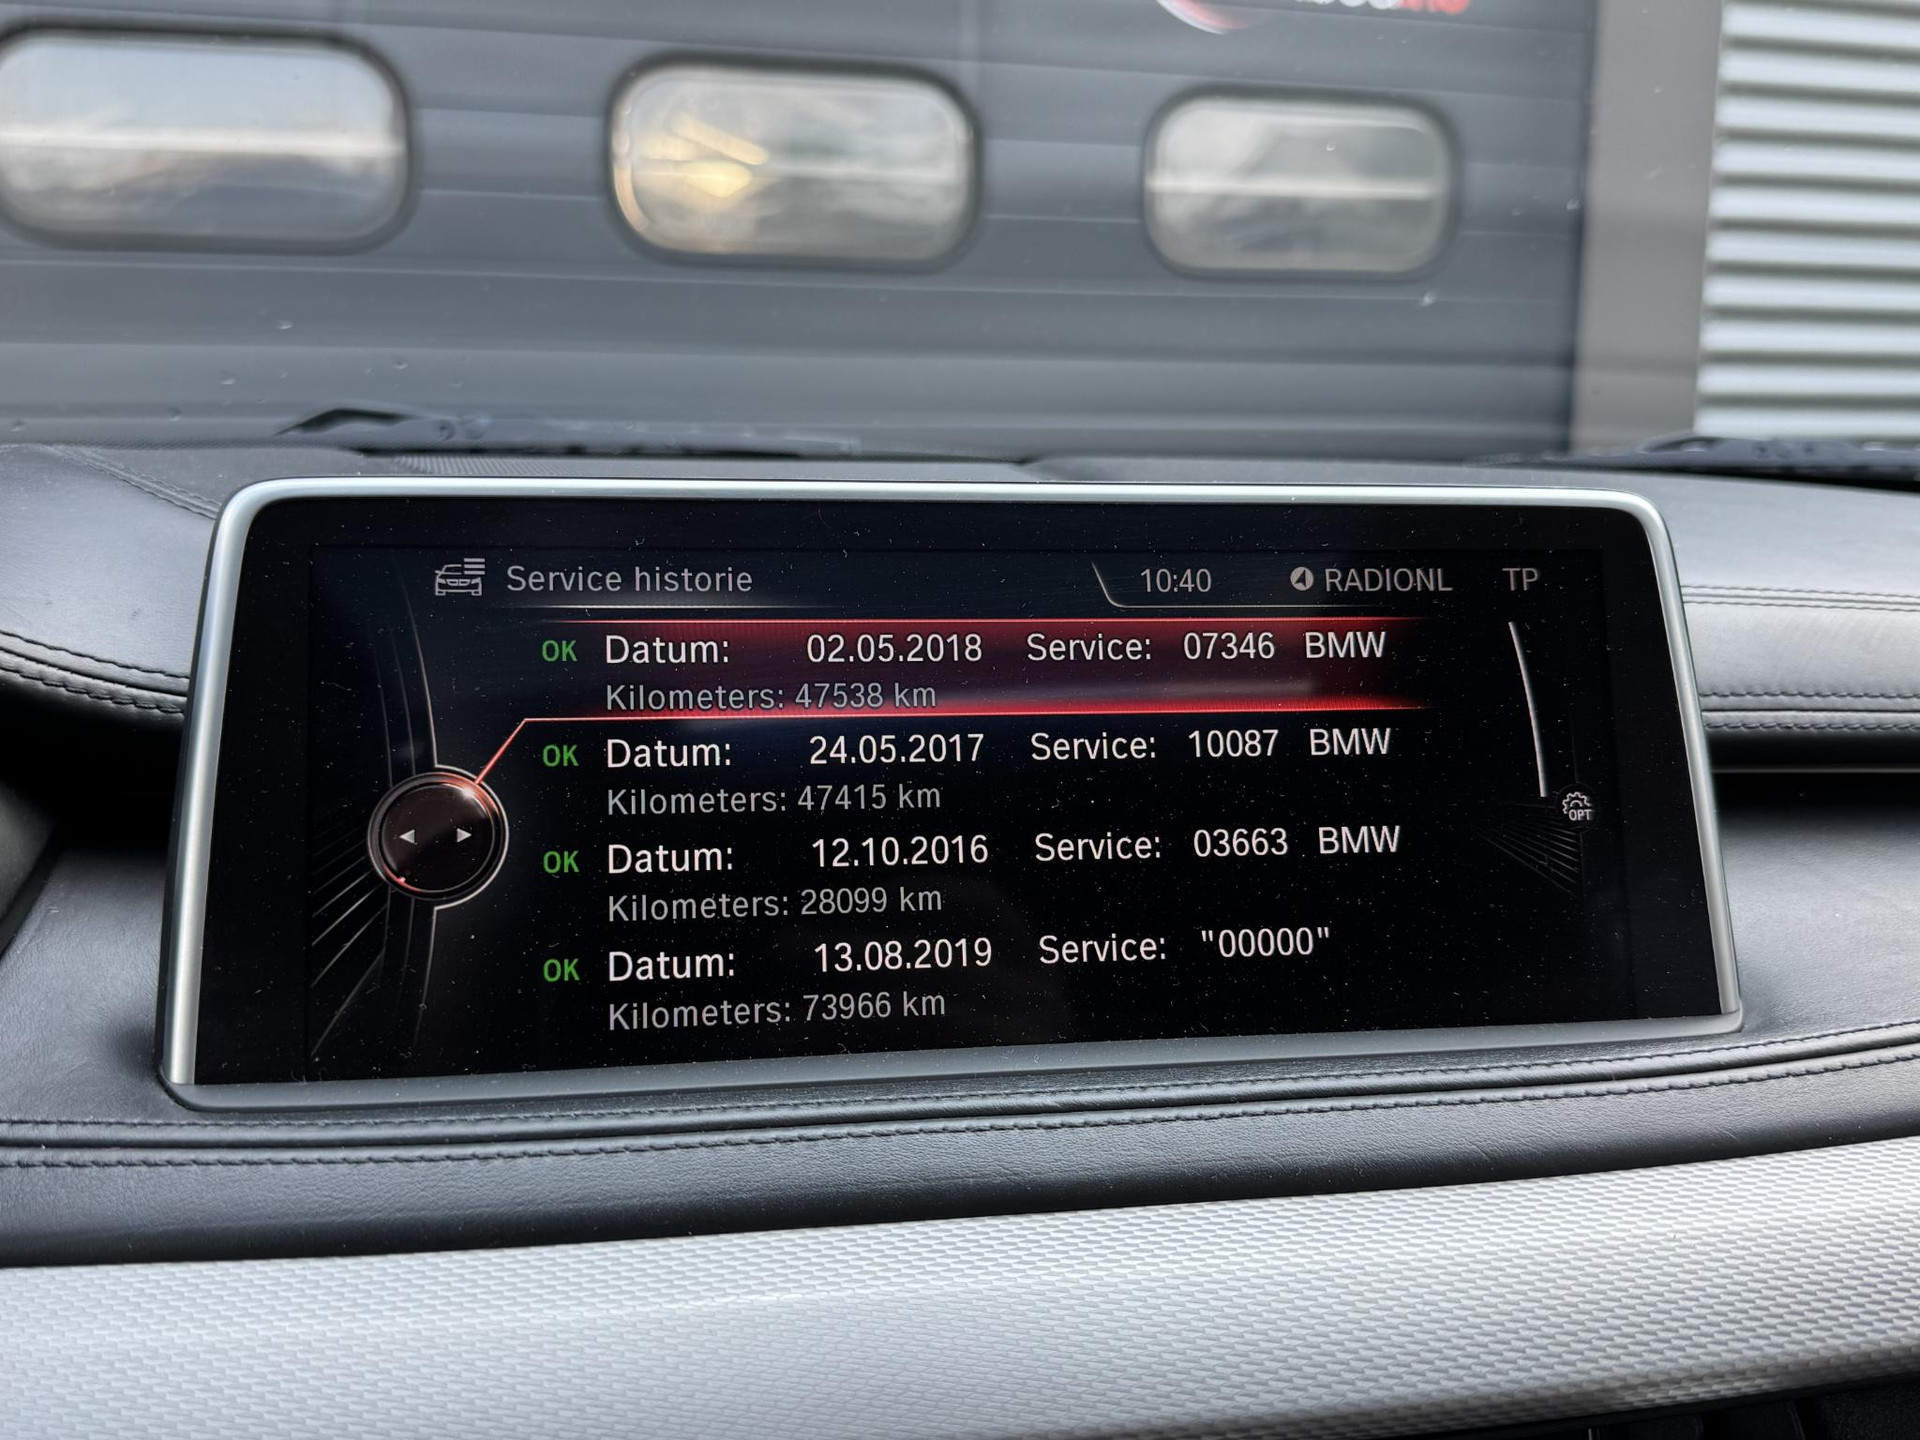 Service historie 10:40 RADIONL TP
OK Datum: 02.05.2018 Service: 07346 BMW
Kilometers: 47538 km
OK Datum: 24.05.2017 Service: 10087 BMW
Kilometers: 47415 km
OK Datum: 12.10.2016 Service: 03663 BMW
OPT
Kilometers: 28099 km
OK Datum: 13.08.2019 Service: "00000"
Kilometers: 73966 km